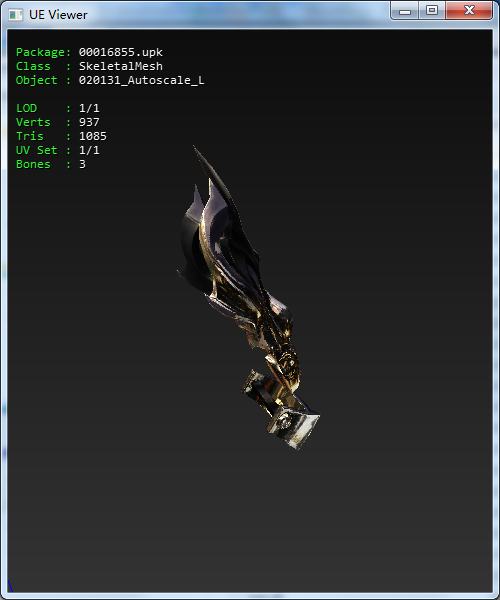 UE Viewer
Package: 00016855.upk
Class : SkeletalMesh
Object : 020131_Autoscale_L
LOD : 1/1
Verts : 937
Tris : 1085
UV Set : 1/1
Bones : 3